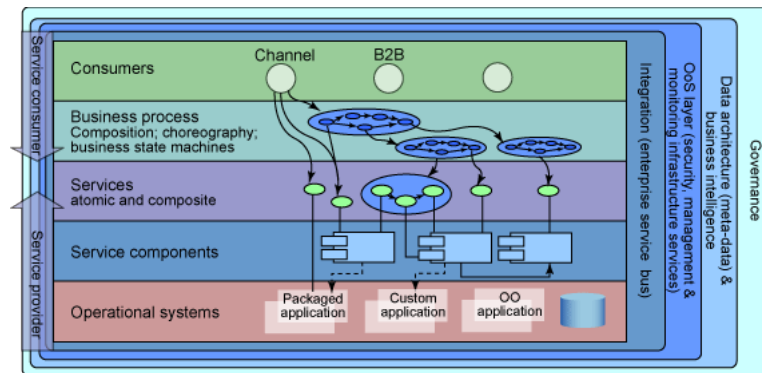 Service consumer
Service provider
Channel
B2B
Consumers
Business process
Composition; choreography;
business state machines
Services
atomic and composite
Service components
Operational systems
Packaged
application
Custom
application
OO
application
Integration (enterprise service bus)
QoS layer (security, management &
monitoring infrastructure services)
Data architecture (meta-data) &
business intelligence
Governance